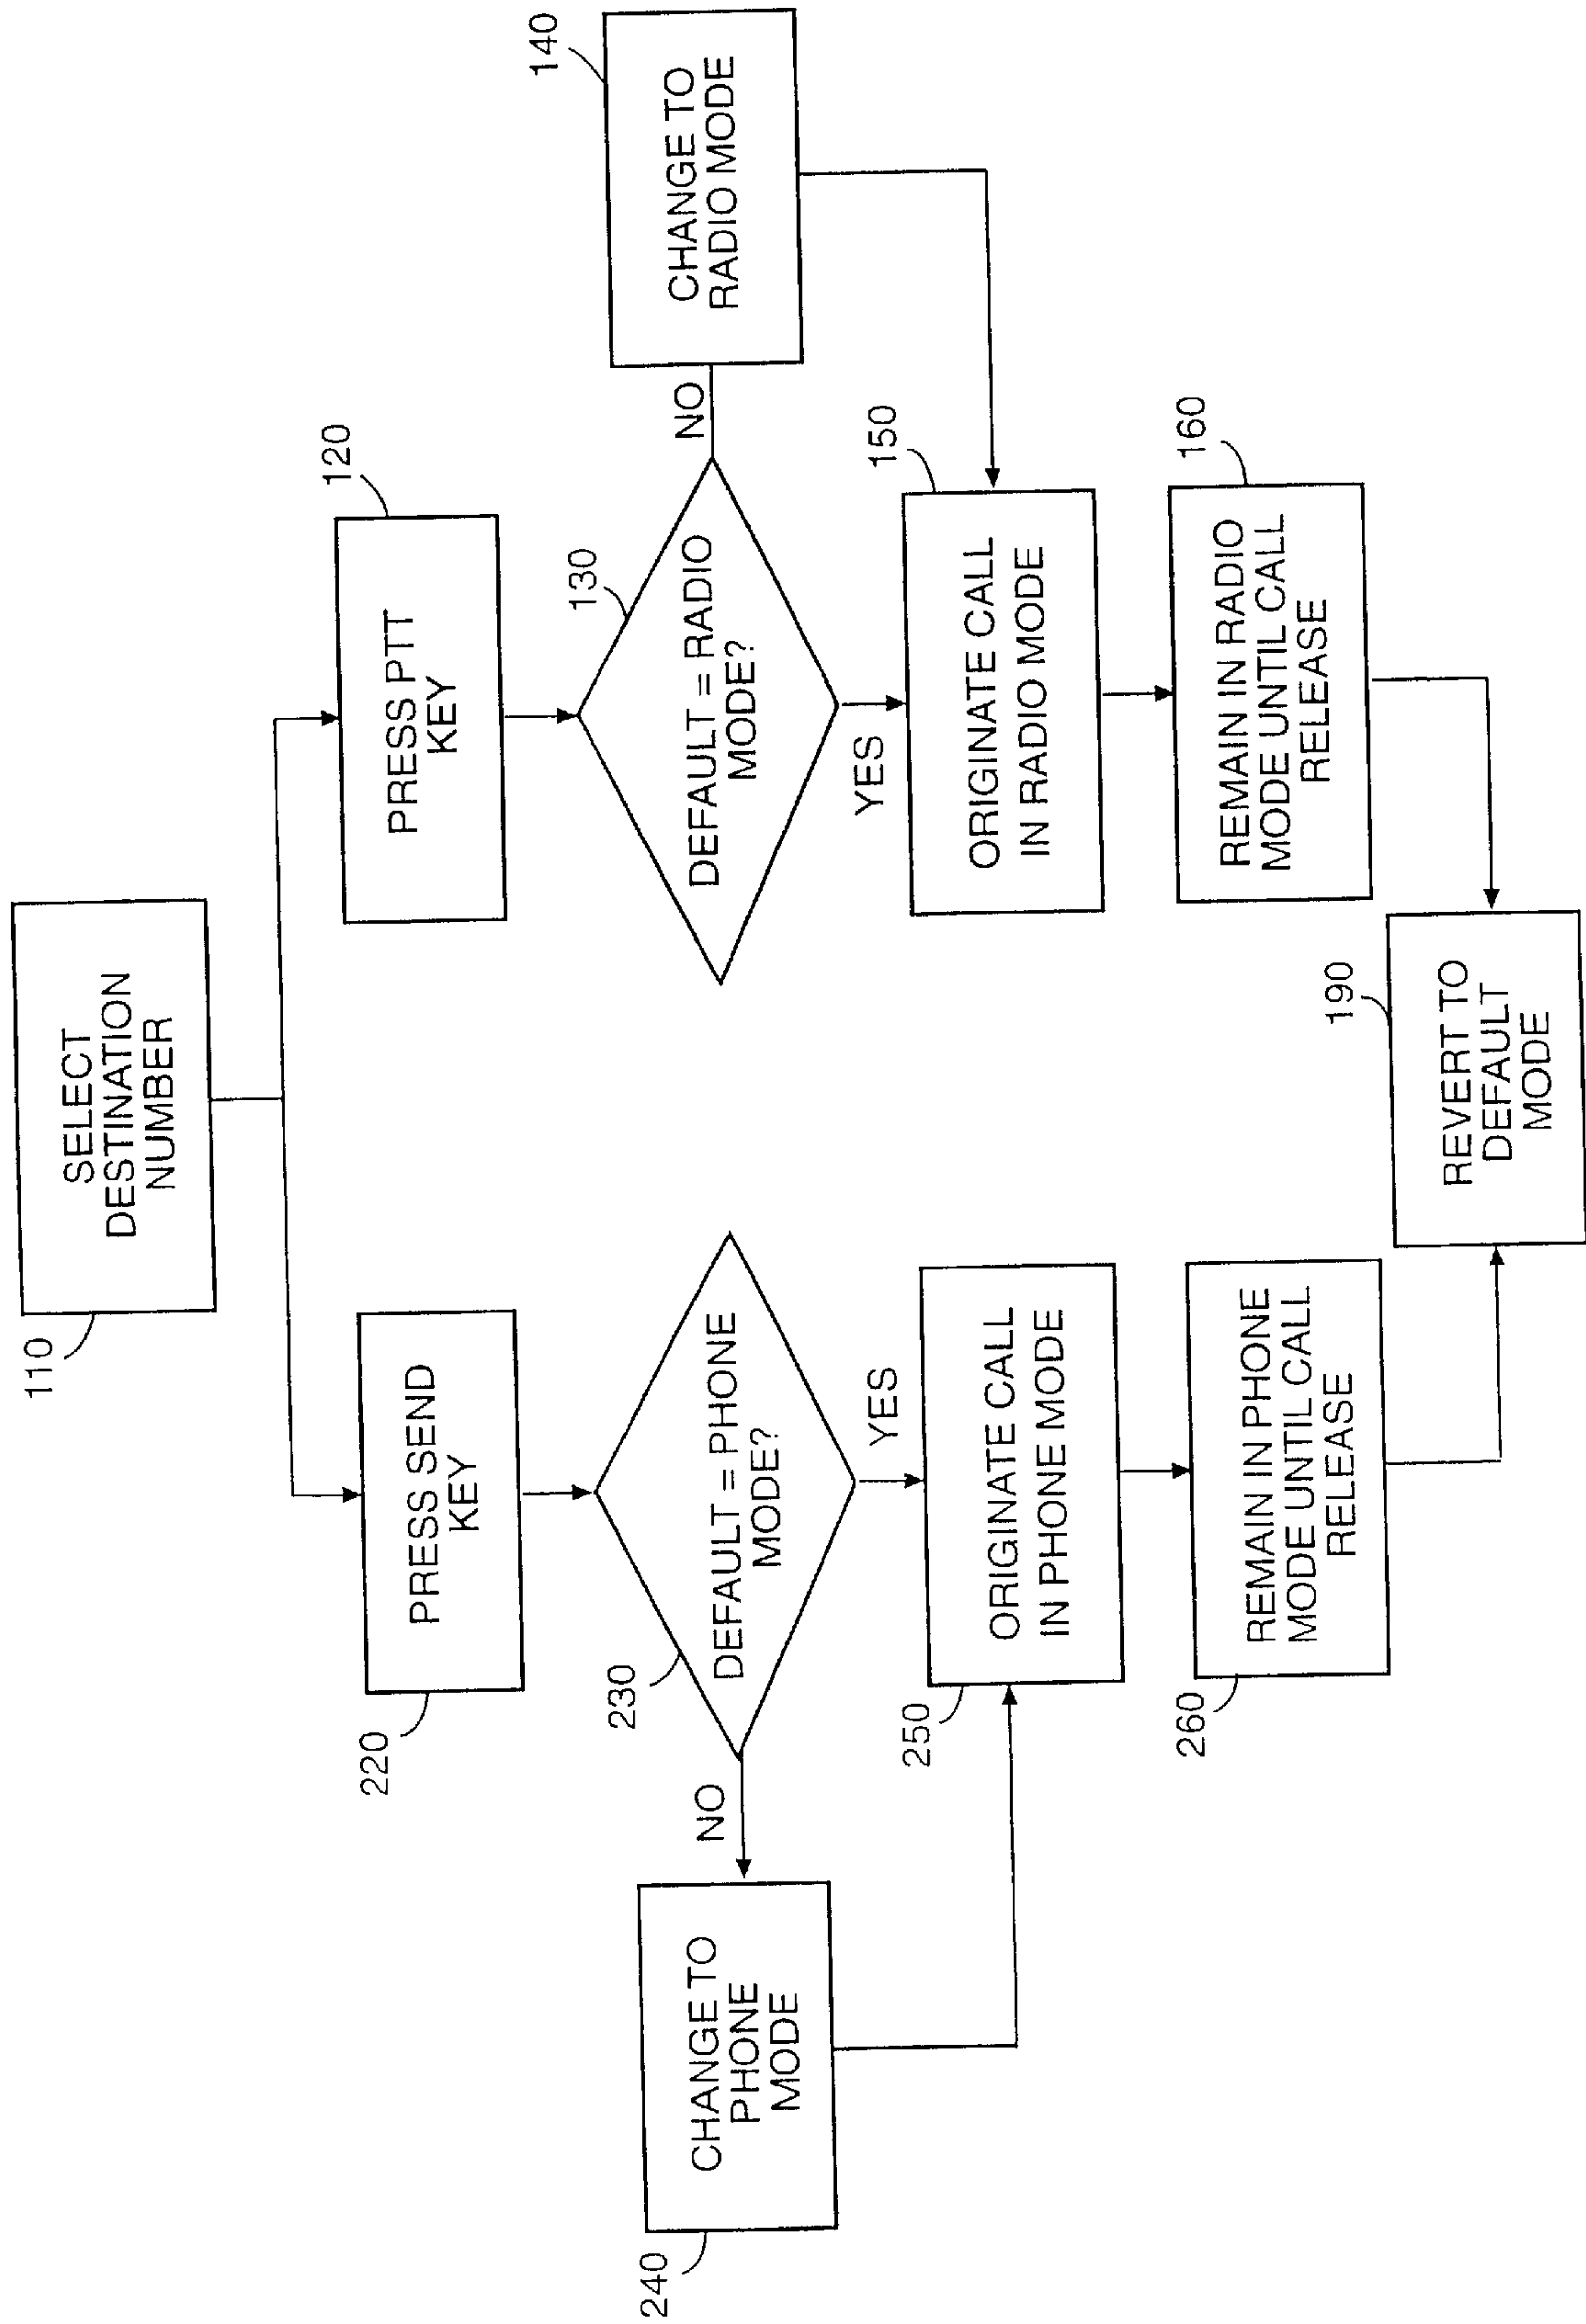 SELECT
DESTINATION
NUMBER
110
PRESS SEND
KEY
220
PRESS PTT
KEY
120
DEFAULT = PHONE
MODE?
230
NO
YES
DEFAULT = RADIO
MODE?
130
NO
YES
CHANGE TO
PHONE
MODE
240
CHANGE TO
RADIO MODE
140
ORIGINATE CALL
IN PHONE MODE
250
ORIGINATE CALL
IN RADIO MODE
150
REMAIN IN PHONE
MODE UNTIL CALL
RELEASE
260
REMAIN IN RADIO
MODE UNTIL CALL
RELEASE
160
REVERT TO
DEFAULT
MODE
190